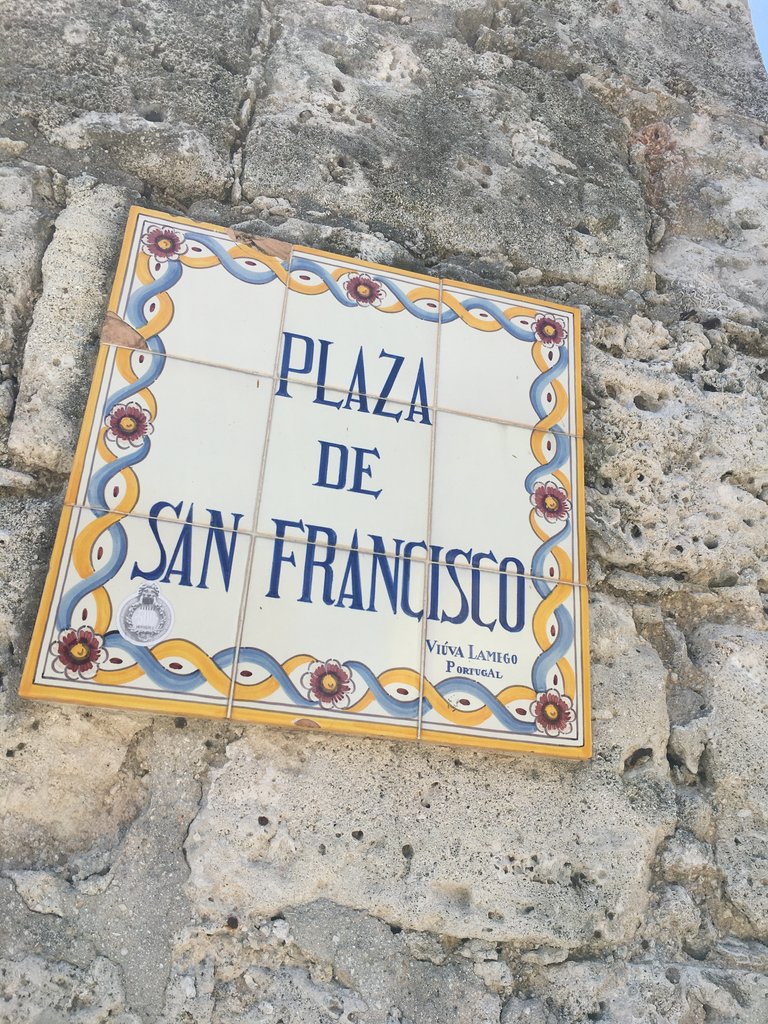 PLAZA
DE
SAN FRANCISCO
VIÚVA LAMEGO
PORTUGAL